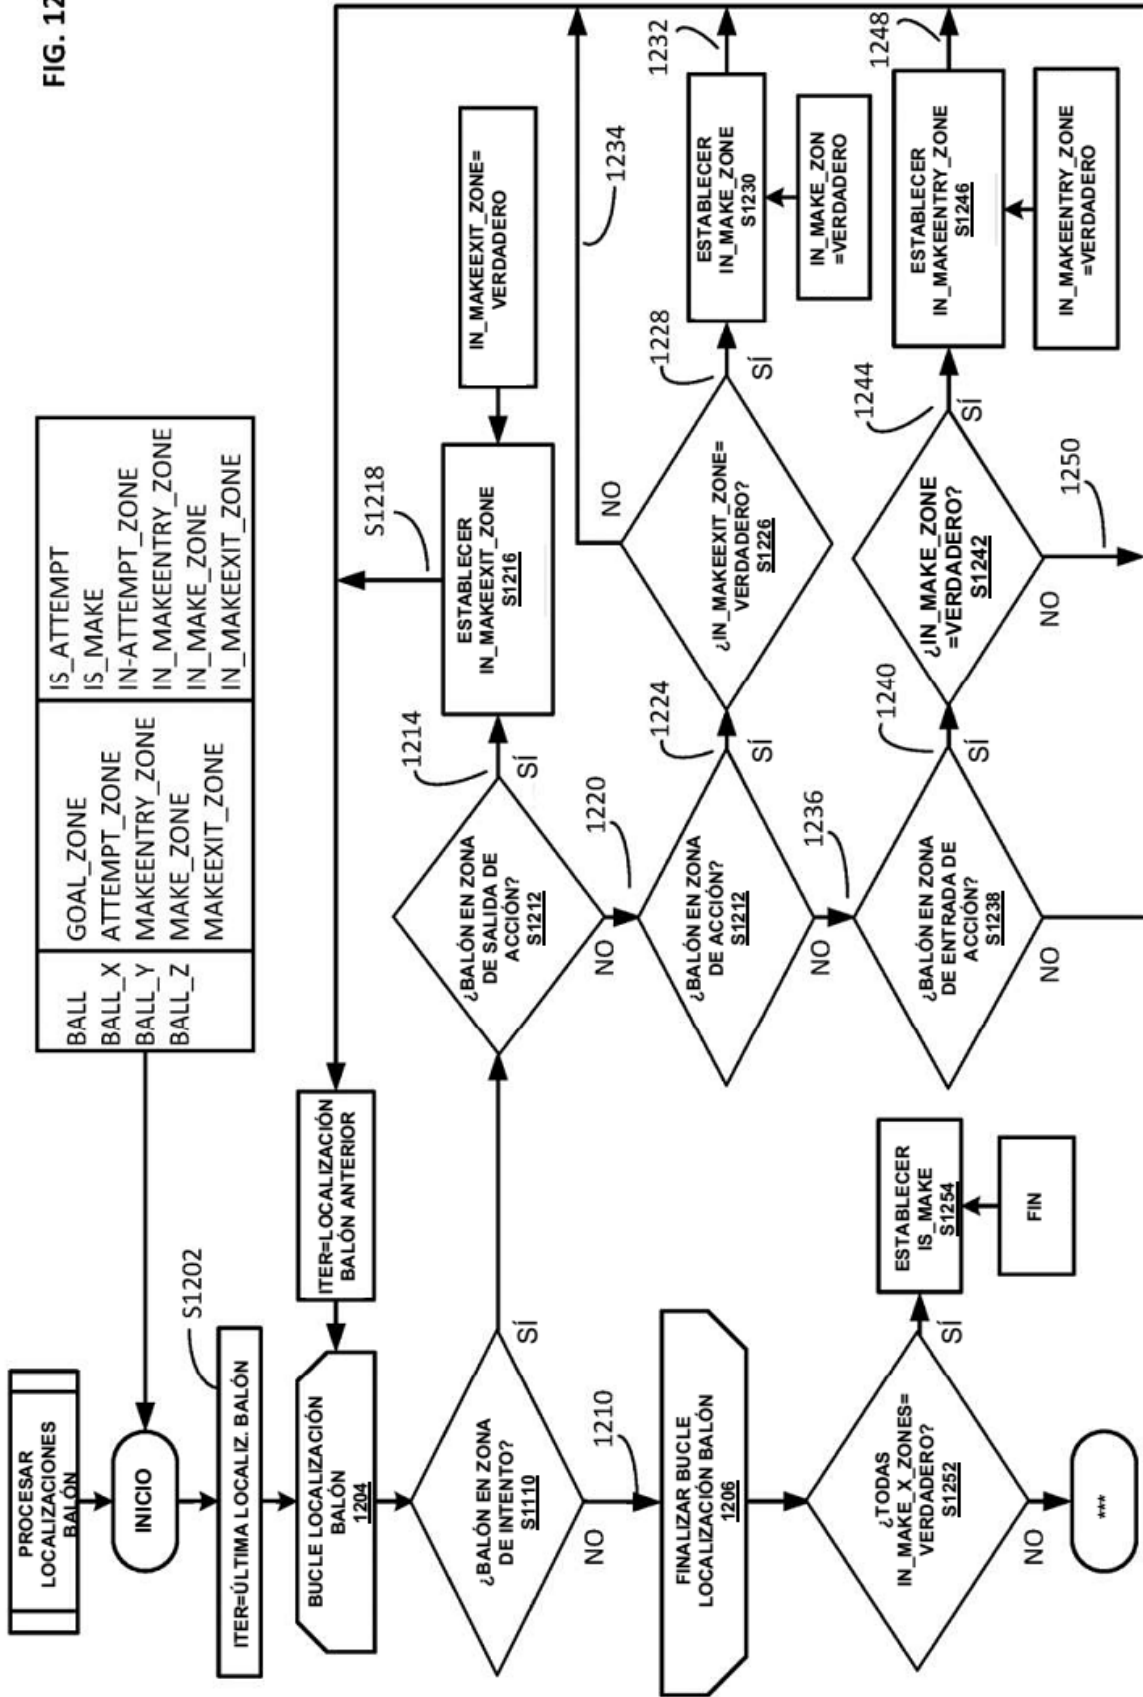 FIG. 12
PROCESAR
LOCALIZACIONES
BALÓN
INICIO
BALL
BALL_X
BALL_Y
BALL_Z
GOAL_ZONE
ATTEMPT_ZONE
MAKEENTRY_ZONE
MAKE_ZONE
MAKEEXIT_ZONE
IS_ATTEMPT
IS_MAKE
IN-ATTEMPT_ZONE
IN_MAKEENTRY_ZONE
IN_MAKE_ZONE
IN_MAKEEXIT_ZONE
S1202
ITER=ÚLTIMA LOCALIZ. BALÓN
BUCLE LOCALIZACIÓN
BALÓN
1204
ITER=LOCALIZACIÓN
BALÓN ANTERIOR
¿BALÓN EN ZONA
DE INTENTO?
S1110
SÍ
NO
1210
¿BALÓN EN ZONA
DE SALIDA DE
ACCIÓN?
S1212
1214
SÍ
NO
1220
ESTABLECER
IN_MAKEEXIT_ZONE
S1216
S1218
IN_MAKEEXIT_ZONE=
VERDADERO
¿BALÓN EN ZONA
DE ACCIÓN?
S1212
1224
SÍ
NO
1236
¿IN_MAKEEXIT_ZONE=
VERDADERO?
S1226
NO
1234
1228
SÍ
ESTABLECER
IN_MAKE_ZONE
S1230
1232
IN_MAKE_ZON
=VERDADERO
¿BALÓN EN ZONA
DE ENTRADA DE
ACCIÓN?
S1238
1240
SÍ
NO
¿IN_MAKE_ZONE
=VERDADERO?
S1242
1244
SÍ
NO
1250
ESTABLECER
IN_MAKEENTRY_ZONE
S1246
1248
IN_MAKEENTRY_ZONE
=VERDADERO
FINALIZAR BUCLE
LOCALIZACIÓN BALÓN
1206
¿TODAS
IN_MAKE_X_ZONES=
VERDADERO?
S1252
SÍ
NO
ESTABLECER
IS_MAKE
S1254
FIN
***